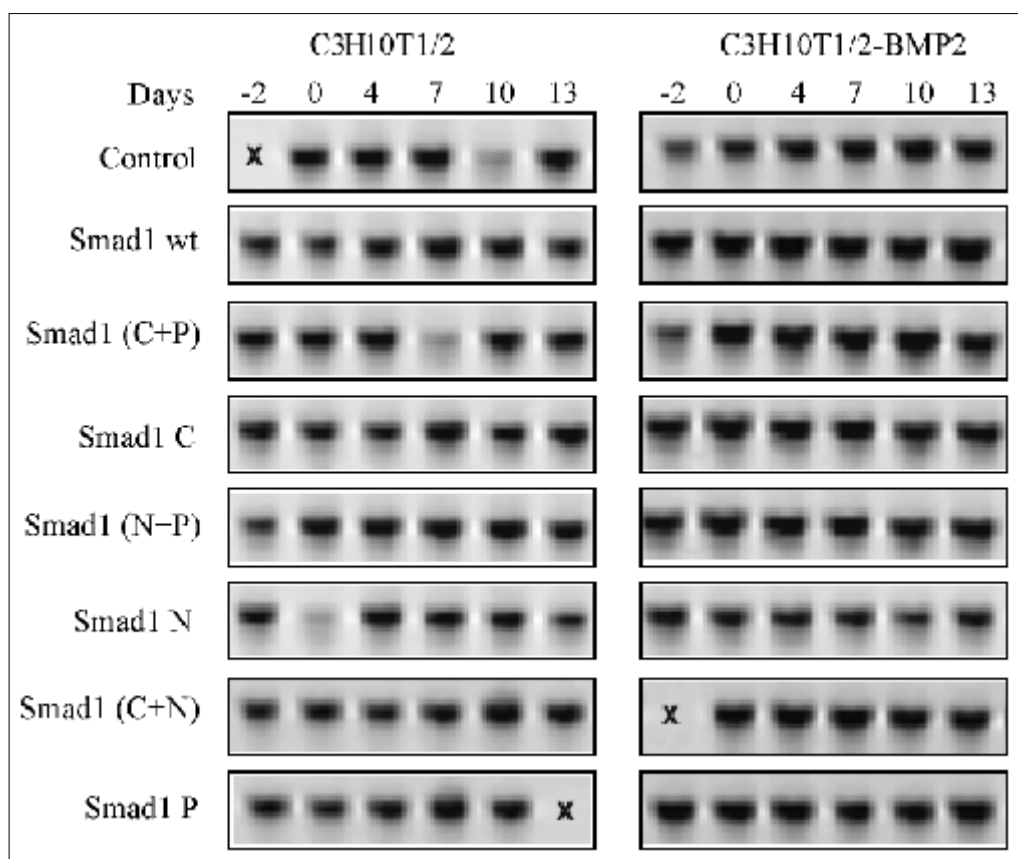 C3H10T1/2 C3H10T1/2-BMP2
Days -2 0 4 7 10 13 -2 0 4 7 10 13
Control x
Smad1 wt
Smad1 (C+P)
Smad1 C
Smad1 (N+P)
Smad1 N
Smad1 (C+N) x
Smad1 P x